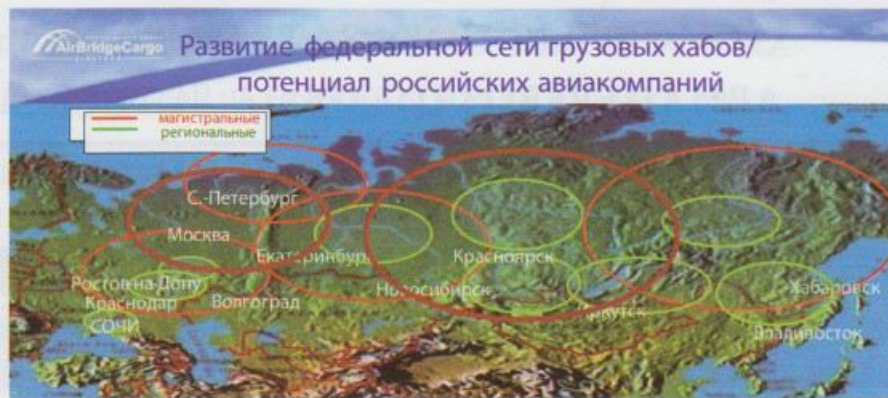 AirBridgeCargo
Развитие федеральной сети грузовых хабов/
потенциал российских авиакомпаний
магистральные
региональные
С.-Петербург
Москва
Екатеринбург
Красноярск
Ростов на Дону
Новосибирск
Хабаровск
Краснодар
Волгоград
Иркутск
СОЧИ
Владивосток